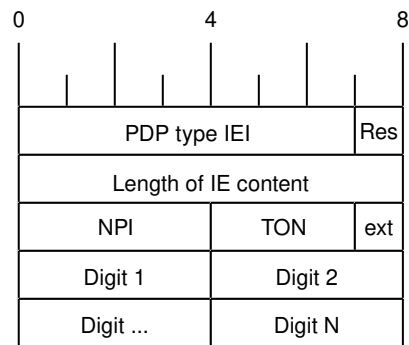 0 4 8
PDP type IEI Res
Length of IE content
NPI TON ext
Digit 1 Digit 2
Digit ... Digit N